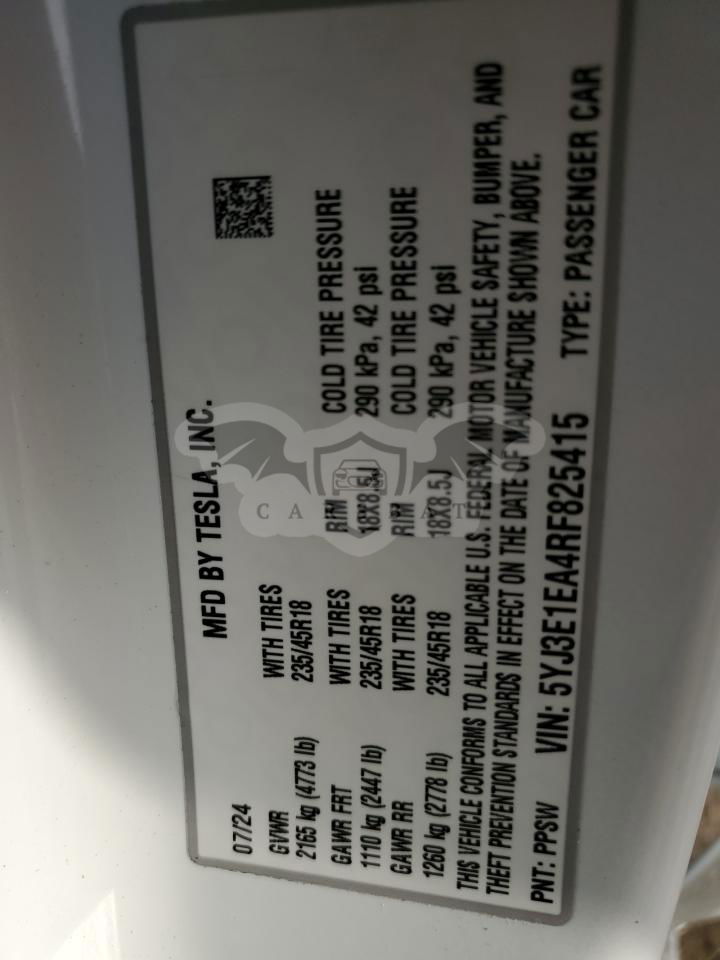 MFD BY TESLA, INC.
07/24
GVWR WITH TIRES
2165 kg (4773 lb) 235/45R18
GAWR FRT WITH TIRES RIM COLD TIRE PRESSURE
1110 kg (2447 lb) 235/45R18 18X8.5J 290 kPa, 42 psi
GAWR RR WITH TIRES RIM COLD TIRE PRESSURE
1260 kg (2778 lb) 235/45R18 18X8.5J 290 kPa, 42 psi
THIS VEHICLE CONFORMS TO ALL APPLICABLE U.S. FEDERAL MOTOR VEHICLE SAFETY, BUMPER, AND
THEFT PREVENTION STANDARDS IN EFFECT ON THE DATE OF MANUFACTURE SHOWN ABOVE.
PNT: PPSW VIN: 5YJ3E1EA4RF825415 TYPE: PASSENGER CAR